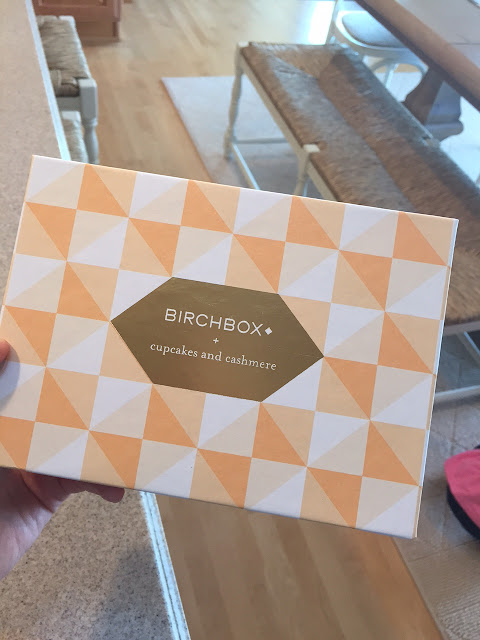 BIRCHBOX♦
+
cupcakes and cashmere